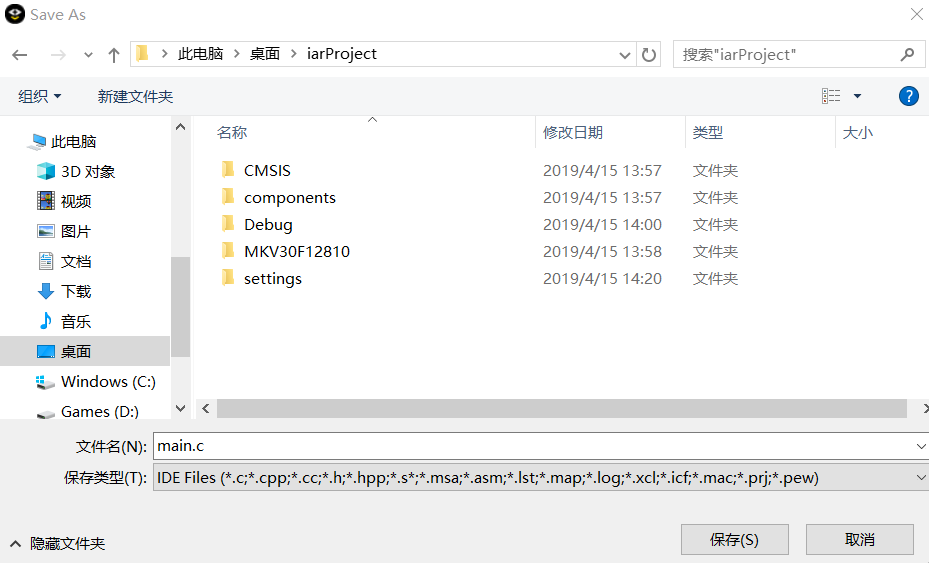 Save As
此电脑 桌面 iarProject
搜索"iarProject"
组织 新建文件夹
?
名称 修改日期 类型 大小
此电脑
3D 对象
视频
图片
文档
下载
音乐
桌面
Windows (C:)
Games (D:)
CMSIS 2019/4/15 13:57 文件夹
components 2019/4/15 13:57 文件夹
Debug 2019/4/15 14:00 文件夹
MKV30F12810 2019/4/15 13:58 文件夹
settings 2019/4/15 14:20 文件夹
文件名(N): main.c
保存类型(T): IDE Files (*.c;*.cpp;*.cc;*.h;*.hpp;*.s*;*.msa;*.asm;*.lst;*.map;*.log;*.xcl;*.icf;*.mac;*.prj;*.pew)
隐藏文件夹 保存(S) 取消